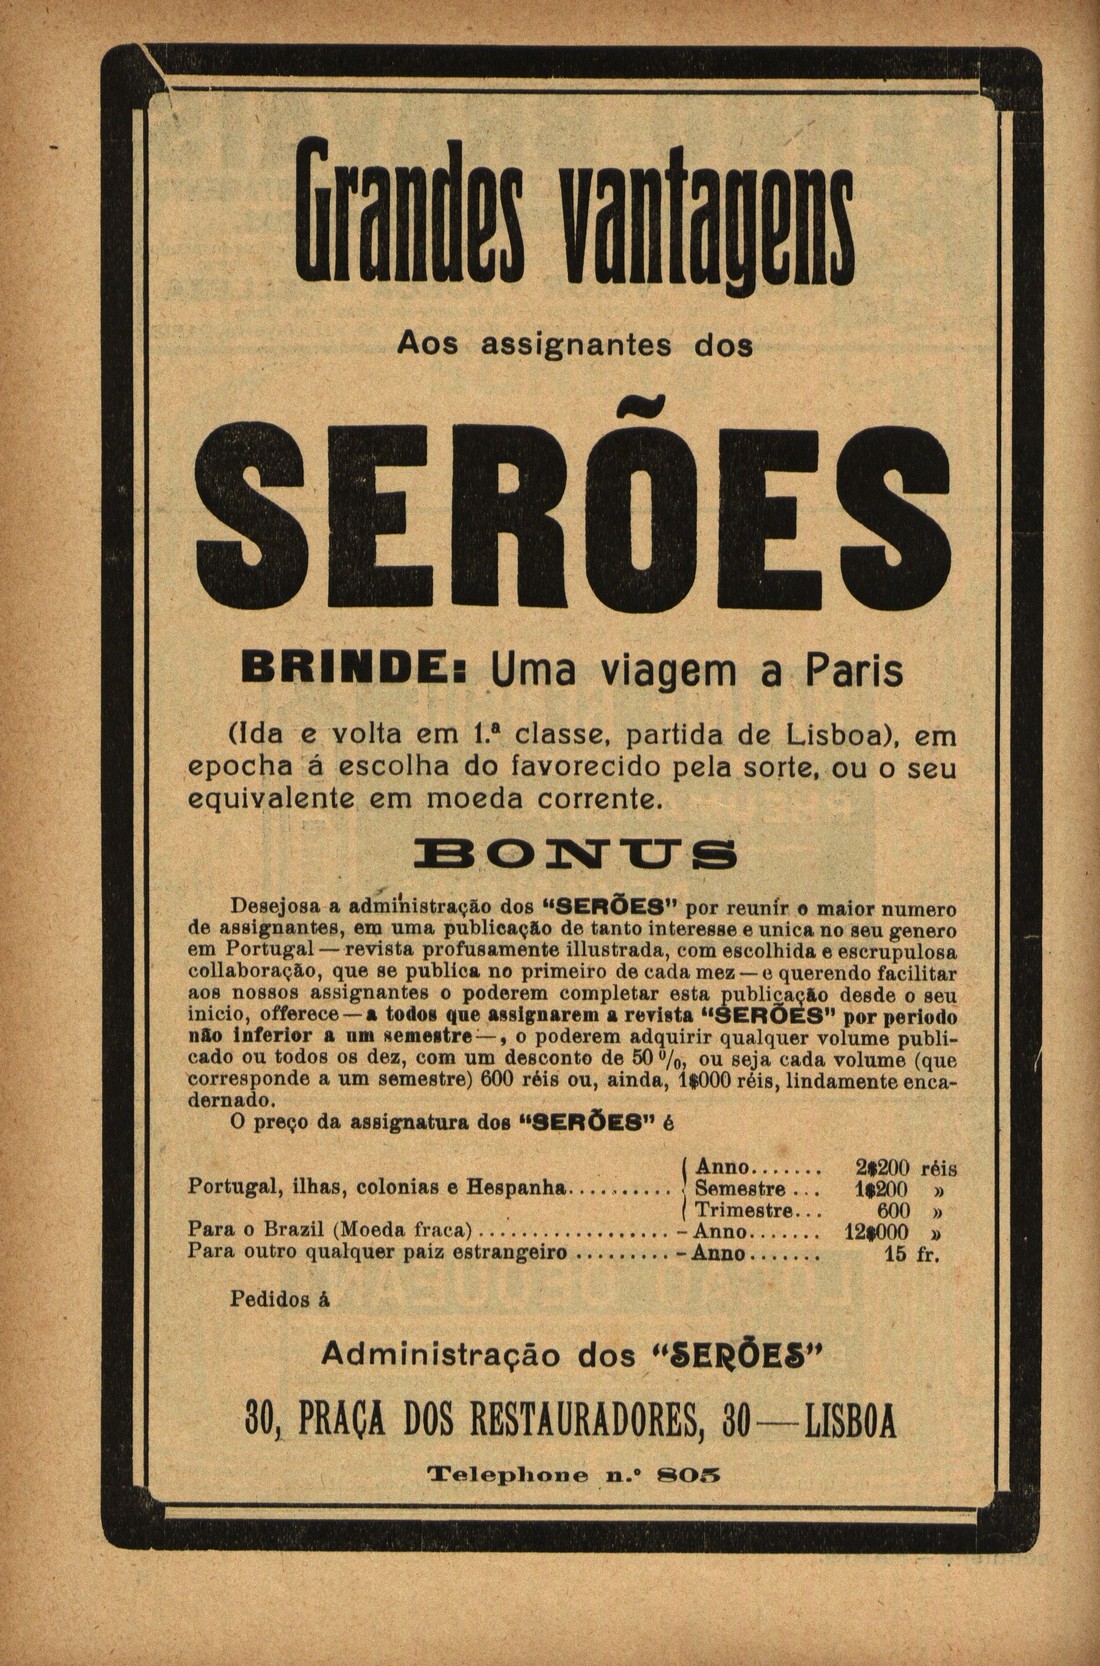 Grandes vantagens
Aos assignantes dos
SERÕES
BRINDE: Uma viagem a Paris
(Ida e volta em 1.ª classe, partida de Lisboa), em
epocha á escolha do favorecido pela sorte, ou o seu
equivalente em moeda corrente.
BONUS
Desejosa a administração dos “SERÕES” por reunir o maior numero
de assignantes, em uma publicação de tanto interesse e unica no seu genero
em Portugal — revista profusamente illustrada, com escolhida e escrupulosa
collaboração, que se publica no primeiro de cada mez — e querendo facilitar
aos nossos assignantes o poderem completar esta publicação desde o seu
inicio, offerece — a todos que assignarem a revista “SERÕES” por periodo
não inferior a um semestre —, o poderem adquirir qualquer volume publi-
cado ou todos os dez, com um desconto de 50 %, ou seja cada volume (que
corresponde a um semestre) 600 réis ou, ainda, 1$000 réis, lindamente enca-
dernado.
O preço da assignatura dos “SERÕES” é
Anno....... 2$200 réis
Portugal, ilhas, colonias e Hespanha.......... Semestre ... 1$200 »
Trimestre... 600 »
Para o Brazil (Moeda fraca) .................. - Anno....... 12$000 »
Para outro qualquer paiz estrangeiro ......... - Anno....... 15 fr.
Pedidos á
Administração dos “SERÕES”
30, PRAÇA DOS RESTAURADORES, 30 — LISBOA
Telephone n.º 805